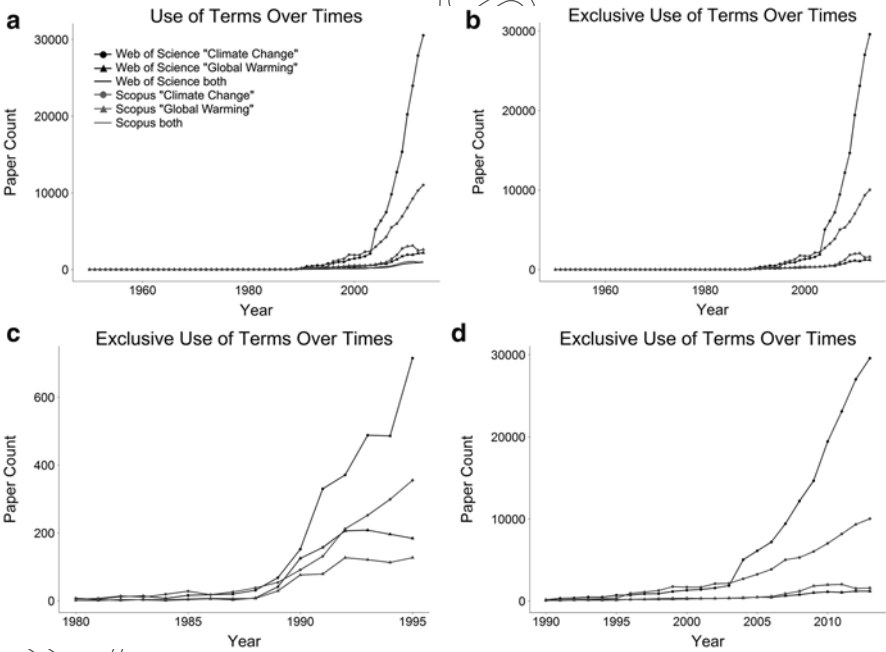 a
Use of Terms Over Times
30000
20000
10000
0
Paper Count
1960
1980
2000
Year
Web of Science "Climate Change"
Web of Science "Global Warming"
Web of Science both
Scopus "Climate Change"
Scopus "Global Warming"
Scopus both
b
Exclusive Use of Terms Over Times
30000
20000
10000
0
Paper Count
1960
1980
2000
Year
c
Exclusive Use of Terms Over Times
600
400
200
0
Paper Count
1980
1985
1990
1995
Year
d
Exclusive Use of Terms Over Times
30000
20000
10000
0
Paper Count
1990
1995
2000
2005
2010
Year